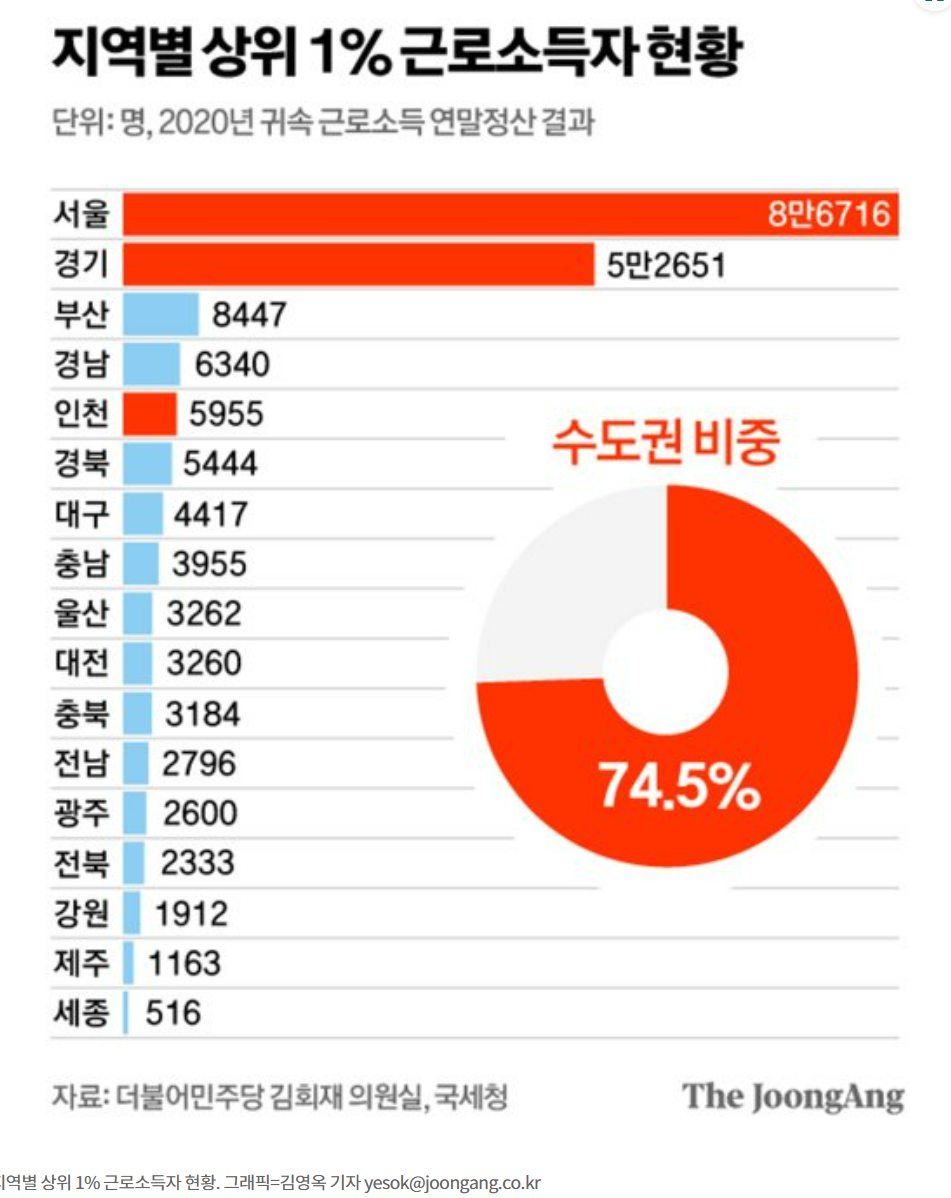 지역별 상위 1% 근로소득자 현황
단위: 명, 2020년 귀속 근로소득 연말정산 결과
서울 8만6716
경기 5만2651
부산 8447
경남 6340
인천 5955
경북 5444
대구 4417
충남 3955
울산 3262
대전 3260
충북 3184
전남 2796
광주 2600
전북 2333
강원 1912
제주 1163
세종 516
수도권 비중
74.5%
자료: 더불어민주당 김회재 의원실, 국세청
The JoongAng
지역별 상위 1% 근로소득자 현황. 그래픽=김영옥 기자 yesok@joongang.co.kr